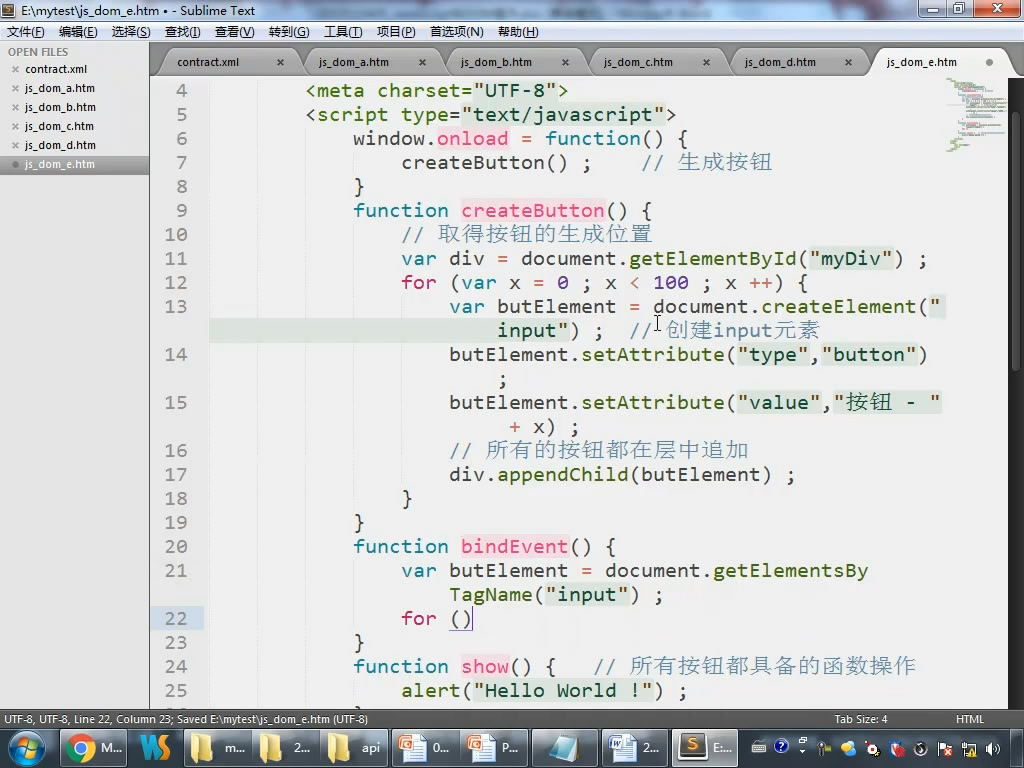 E:\mytest\js_dom_e.htm • - Sublime Text
文件(F) 编辑(E) 选择(S) 查找(I) 查看(V) 转到(G) 工具(T) 项目(P) 首选项(N) 帮助(H)
OPEN FILES
contract.xml
js_dom_a.htm
js_dom_b.htm
js_dom_c.htm
js_dom_d.htm
js_dom_e.htm
contract.xml js_dom_a.htm js_dom_b.htm js_dom_c.htm js_dom_d.htm js_dom_e.htm
4 <meta charset="UTF-8">
5 <script type="text/javascript">
6 window.onload = function() {
7 createButton() ; // 生成按钮
8 }
9 function createButton() {
10 // 取得按钮的生成位置
11 var div = document.getElementById("myDiv") ;
12 for (var x = 0 ; x < 100 ; x ++) {
13 var butElement = document.createElement("
input") ; // 创建input元素
14 butElement.setAttribute("type","button")
;
15 butElement.setAttribute("value","按钮 - "
+ x) ;
16 // 所有的按钮都在层中追加
17 div.appendChild(butElement) ;
18 }
19 }
20 function bindEvent() {
21 var butElement = document.getElementsBy
TagName("input") ;
22 for ()
23 }
24 function show() { // 所有按钮都具备的函数操作
25 alert("Hello World !") ;
UTF-8, UTF-8, Line 22, Column 23; Saved E:\mytest\js_dom_e.htm (UTF-8) Tab Size: 4 HTML
M... m... 2... api 0... P... 2... E:...